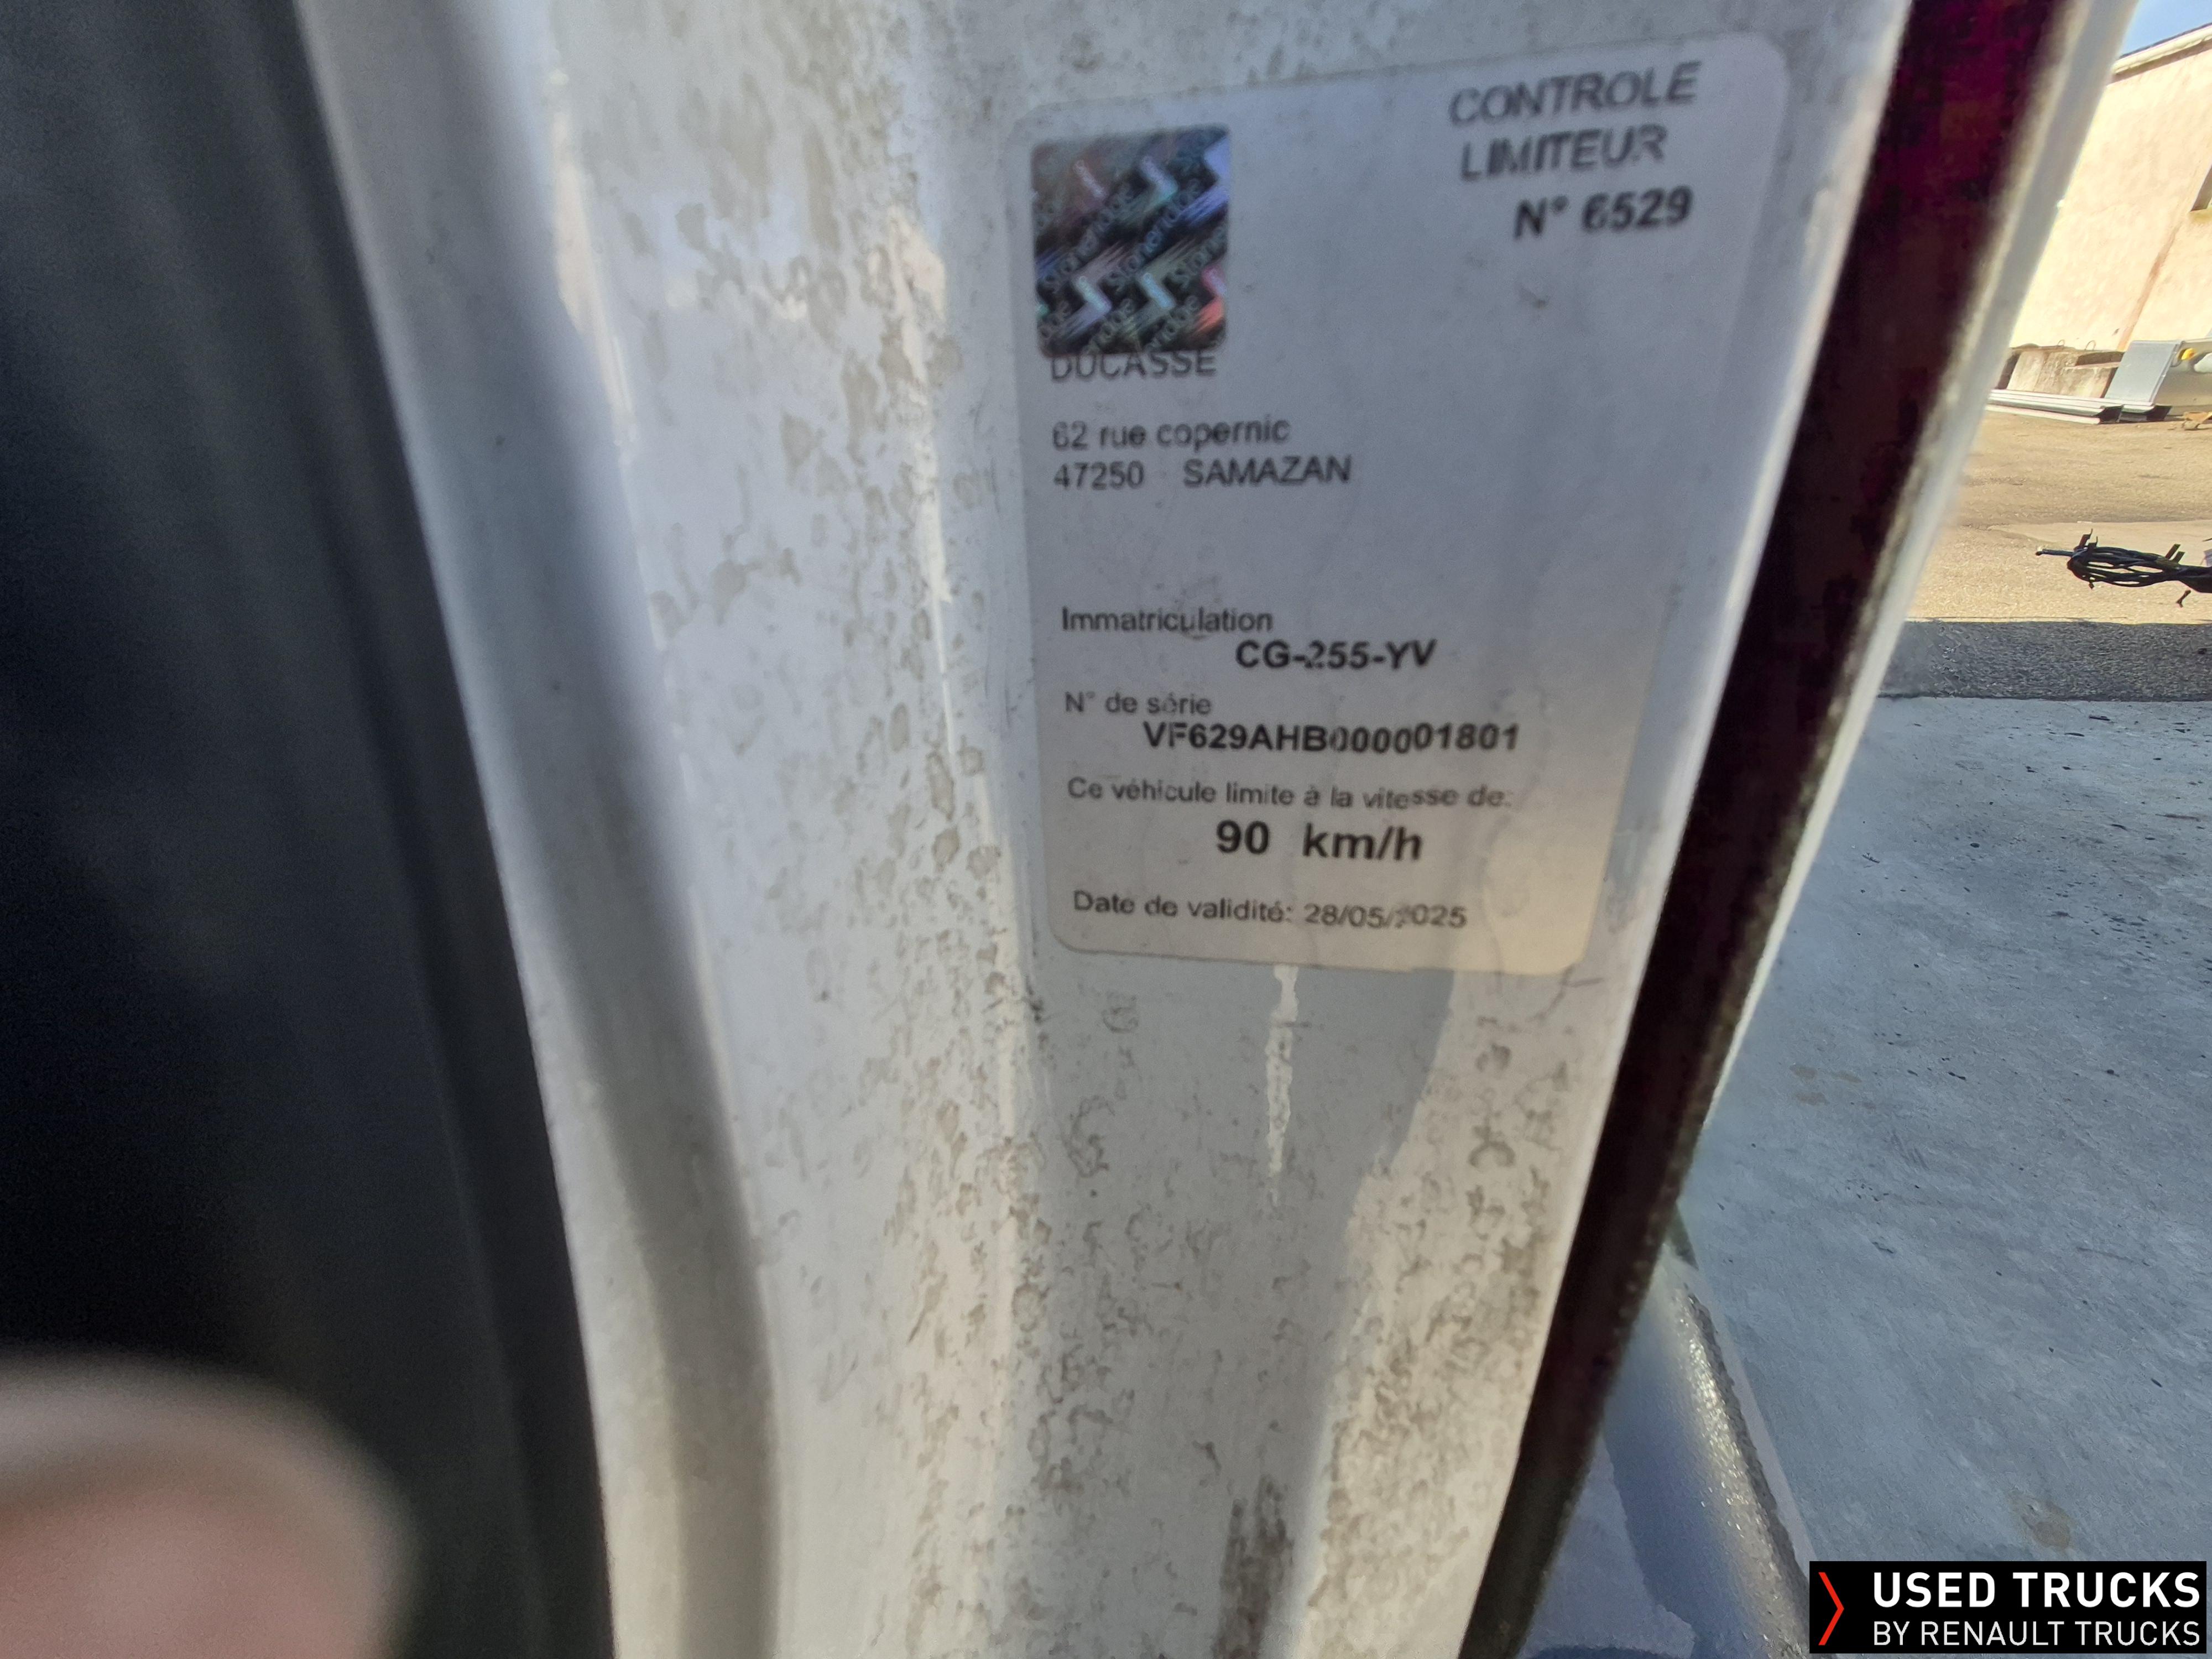 CONTROLE
LIMITEUR
N° 6529
Stoneridge
DUCASSE
62 rue copernic
47250 SAMAZAN
Immatriculation
CG-255-YV
N° de série
VF629AHB000001801
Ce véhicule limite à la vitesse de:
90 km/h
Date de validité: 28/05/2025
USED TRUCKS
BY RENAULT TRUCKS